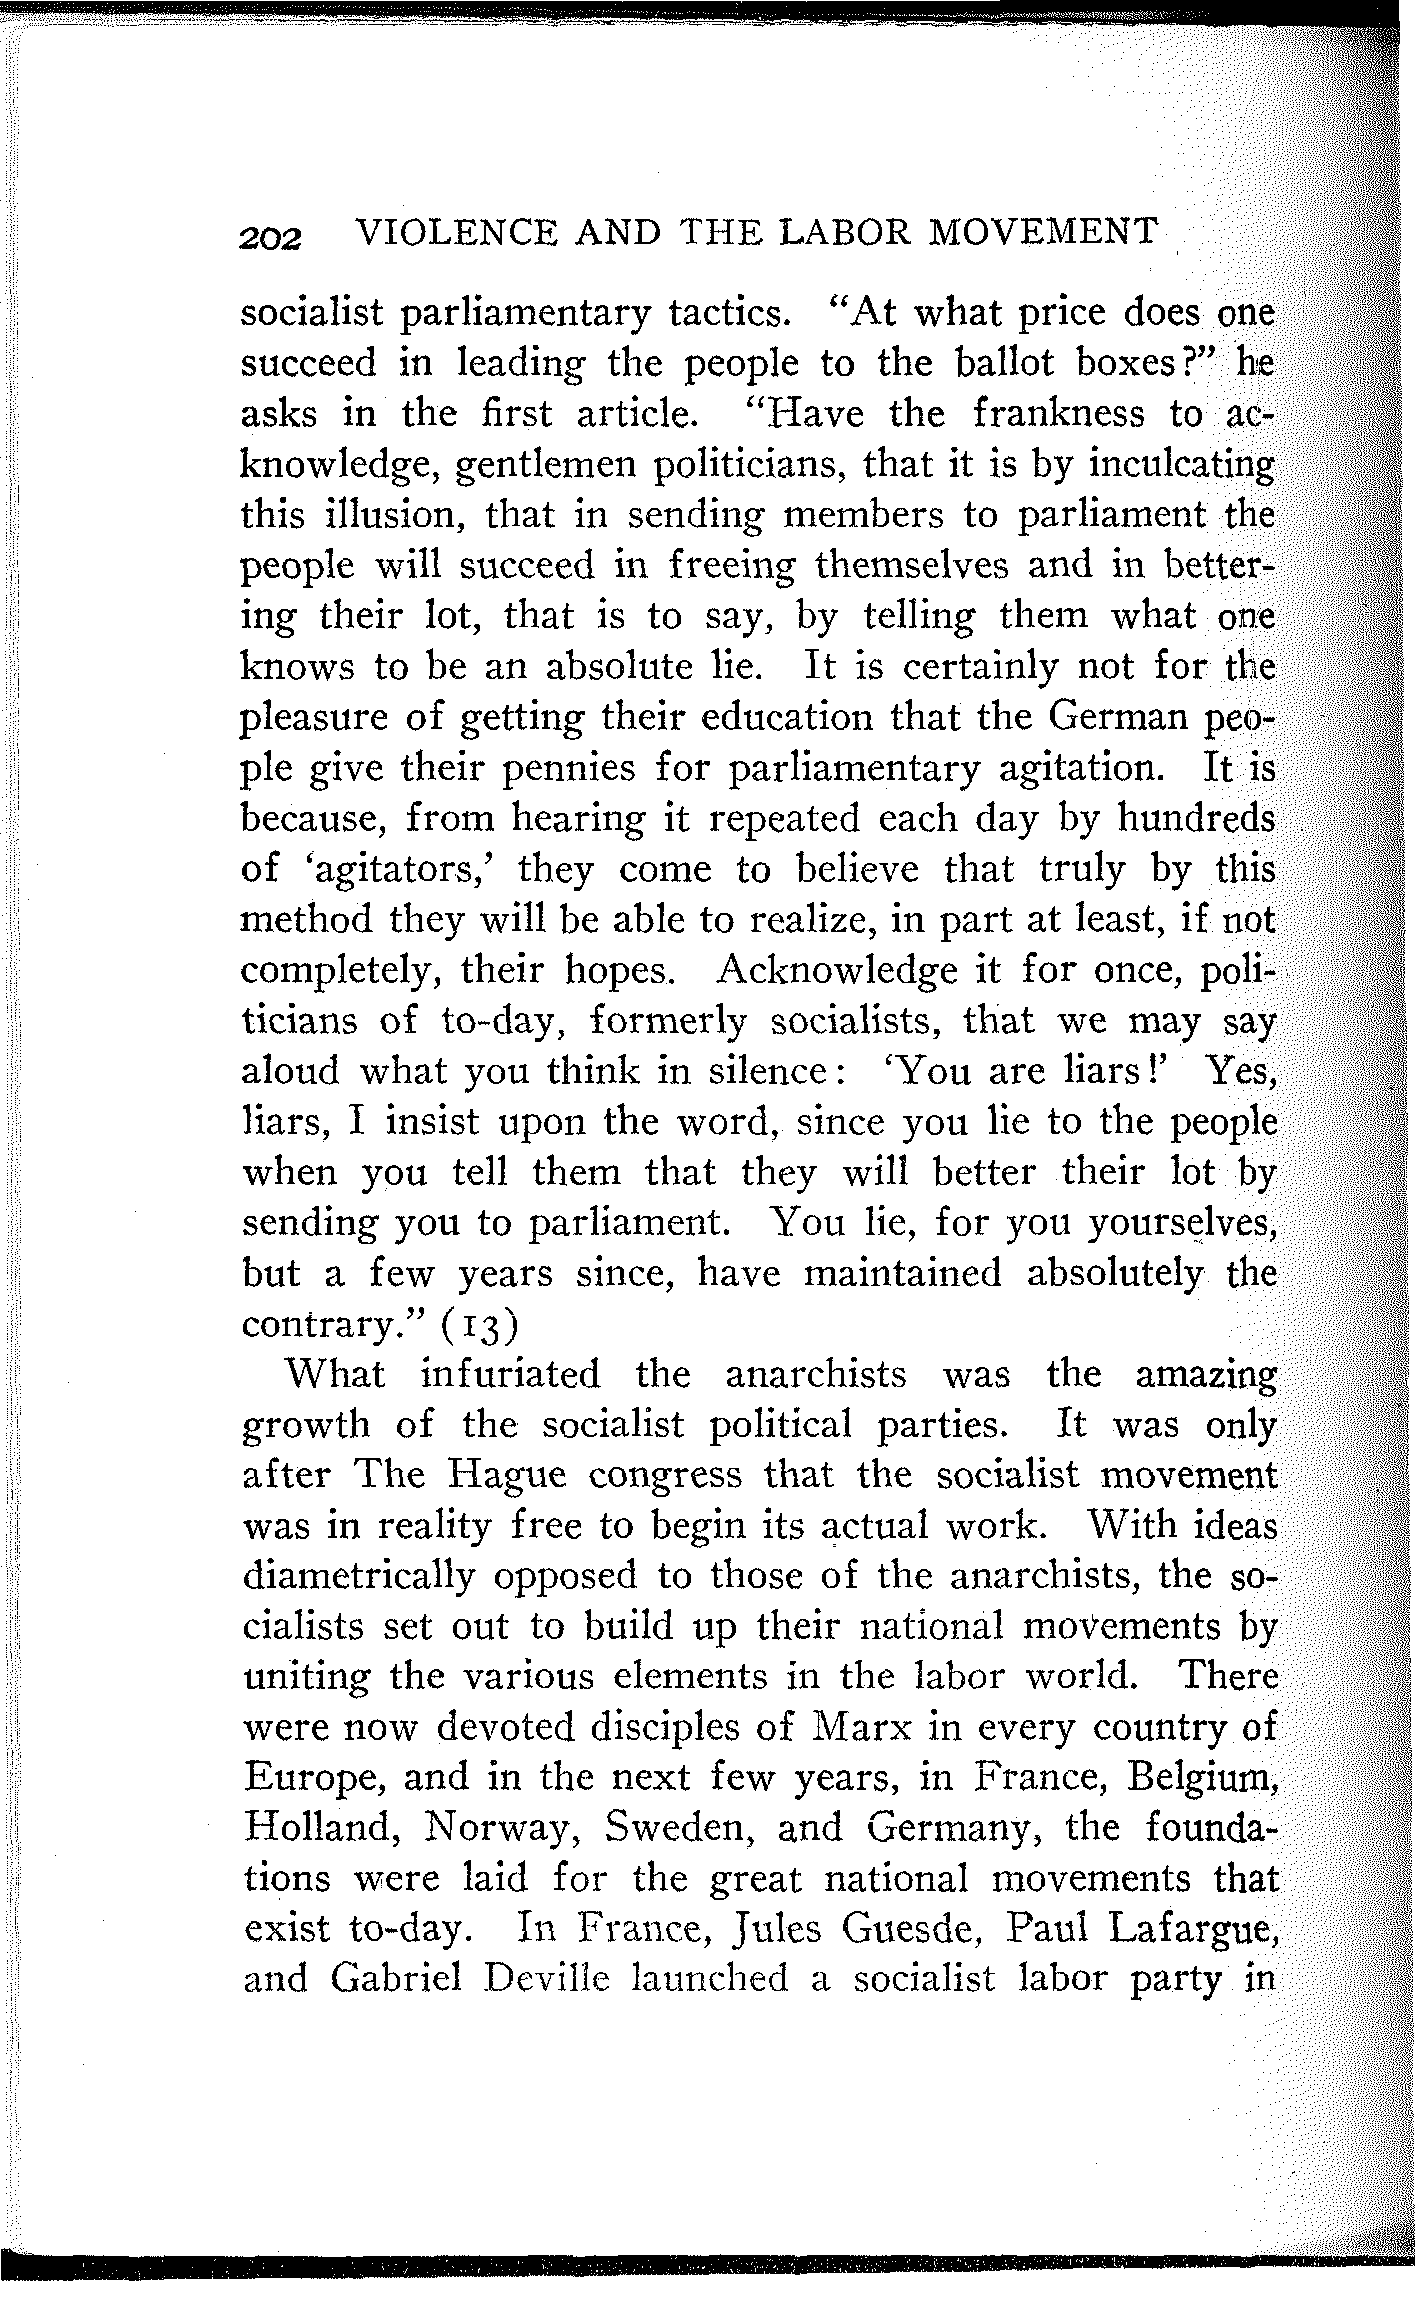 202 VIOLENCE AND THE LABOR MOVEMENT
socialist parliamentary tactics. “At what price does one
succeed in leading the people to the ballot boxes?” he
asks in the first article. “Have the frankness to ac-
knowledge, gentlemen politicians, that it is by inculcating
this illusion, that in sending members to parliament the
people will succeed in freeing themselves and in better-
ing their lot, that is to say, by telling them what one
knows to be an absolute lie. It is certainly not for the
pleasure of getting their education that the German peo-
ple give their pennies for parliamentary agitation. It is
because, from hearing it repeated each day by hundreds
of ‘agitators,’ they come to believe that truly by this
method they will be able to realize, in part at least, if not
completely, their hopes. Acknowledge it for once, poli-
ticians of to-day, formerly socialists, that we may say
aloud what you think in silence: ‘You are liars!’ Yes,
liars, I insist upon the word, since you lie to the people
when you tell them that they will better their lot by
sending you to parliament. You lie, for you yourselves,
but a few years since, have maintained absolutely the
contrary.” (13)
What infuriated the anarchists was the amazing
growth of the socialist political parties. It was only
after The Hague congress that the socialist movement
was in reality free to begin its actual work. With ideas
diametrically opposed to those of the anarchists, the so-
cialists set out to build up their national movements by
uniting the various elements in the labor world. There
were now devoted disciples of Marx in every country of
Europe, and in the next few years, in France, Belgium,
Holland, Norway, Sweden, and Germany, the founda-
tions were laid for the great national movements that
exist to-day. In France, Jules Guesde, Paul Lafargue,
and Gabriel Deville launched a socialist labor party in